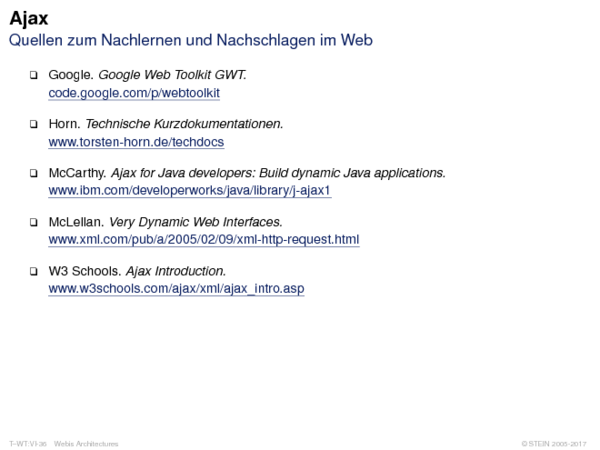 Ajax
Quellen zum Nachlernen und Nachschlagen im Web
❑ Google. Google Web Toolkit GWT.
code.google.com/p/webtoolkit
❑ Horn. Technische Kurzdokumentationen.
www.torsten-horn.de/techdocs
❑ McCarthy. Ajax for Java developers: Build dynamic Java applications.
www.ibm.com/developerworks/java/library/j-ajax1
❑ McLellan. Very Dynamic Web Interfaces.
www.xml.com/pub/a/2005/02/09/xml-http-request.html
❑ W3 Schools. Ajax Introduction.
www.w3schools.com/ajax/xml/ajax_intro.asp
WT:VI-36 Webis Architectures
© STEIN 2005-2017